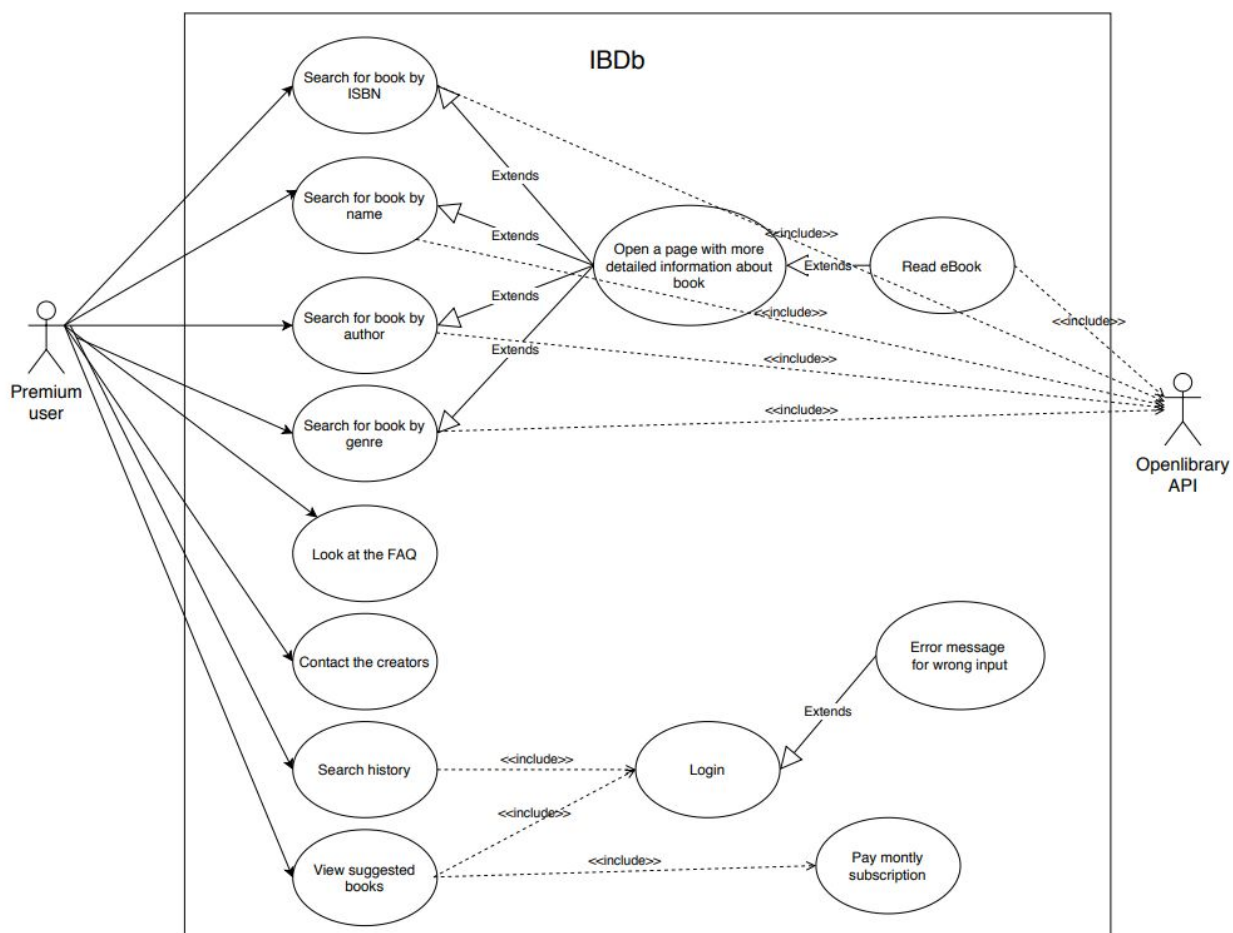 IBDb
Search for book by
ISBN
Extends
Search for book by
name
Extends
<<include>>
Open a page with more
detailed information about
book
Extends
Read eBook
Search for book by
author
Extends
<<include>>
<<include>>
Premium
user
Extends
<<include>>
Search for book by
genre
<<include>>
Openlibrary
API
Look at the FAQ
Contact the creators
Error message
for wrong input
Extends
Search history
<<include>>
Login
<<include>>
View suggested
books
<<include>>
Pay montly
subscription